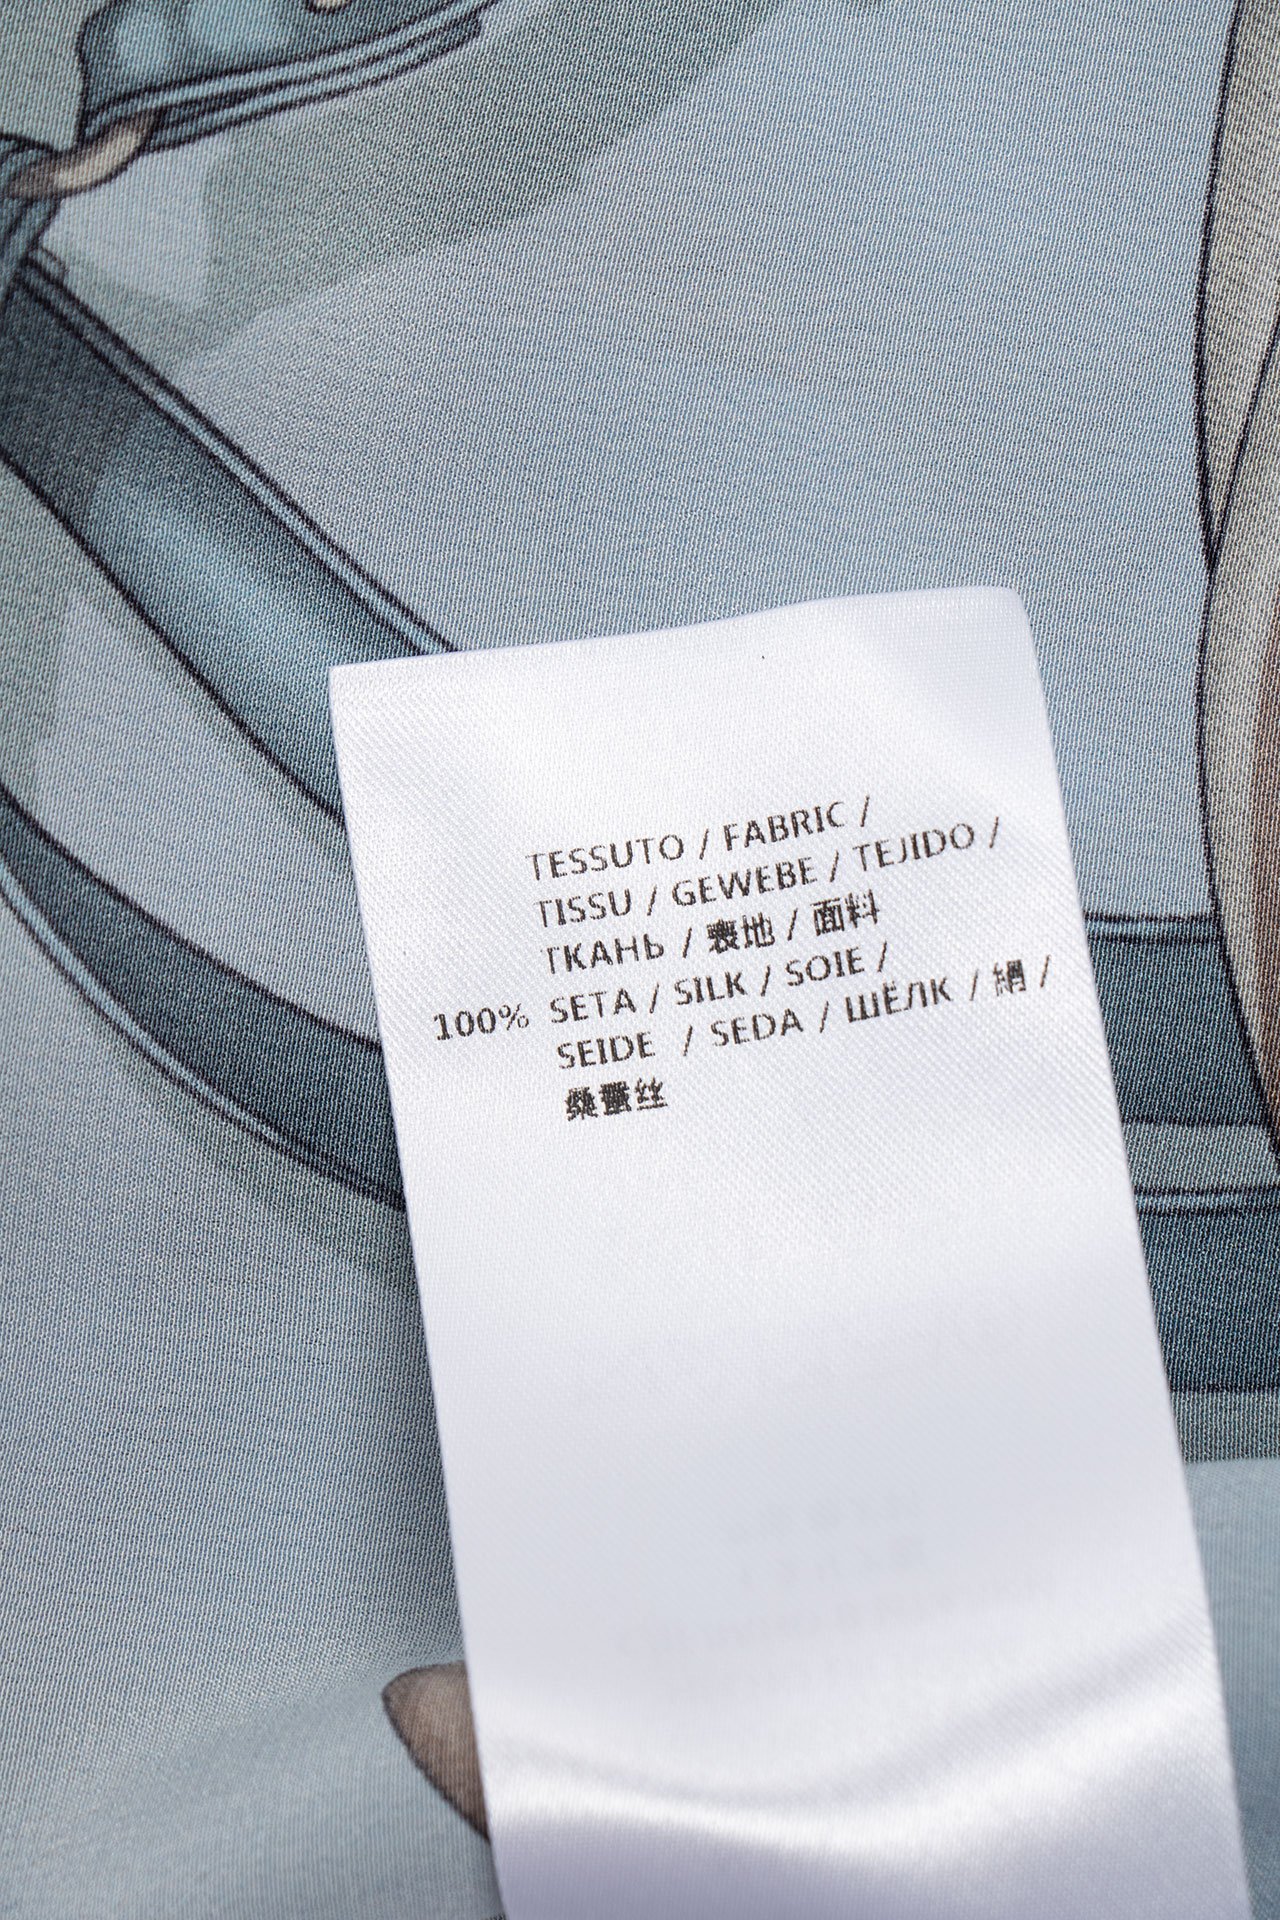 TESSUTO / FABRIC /
TISSU / GEWEBE / TEJIDO /
ТКАНЬ / 表地 / 面料
100% SETA / SILK / SOIE /
SEIDE / SEDA / ШЁЛК / 絹 /
桑蠶丝